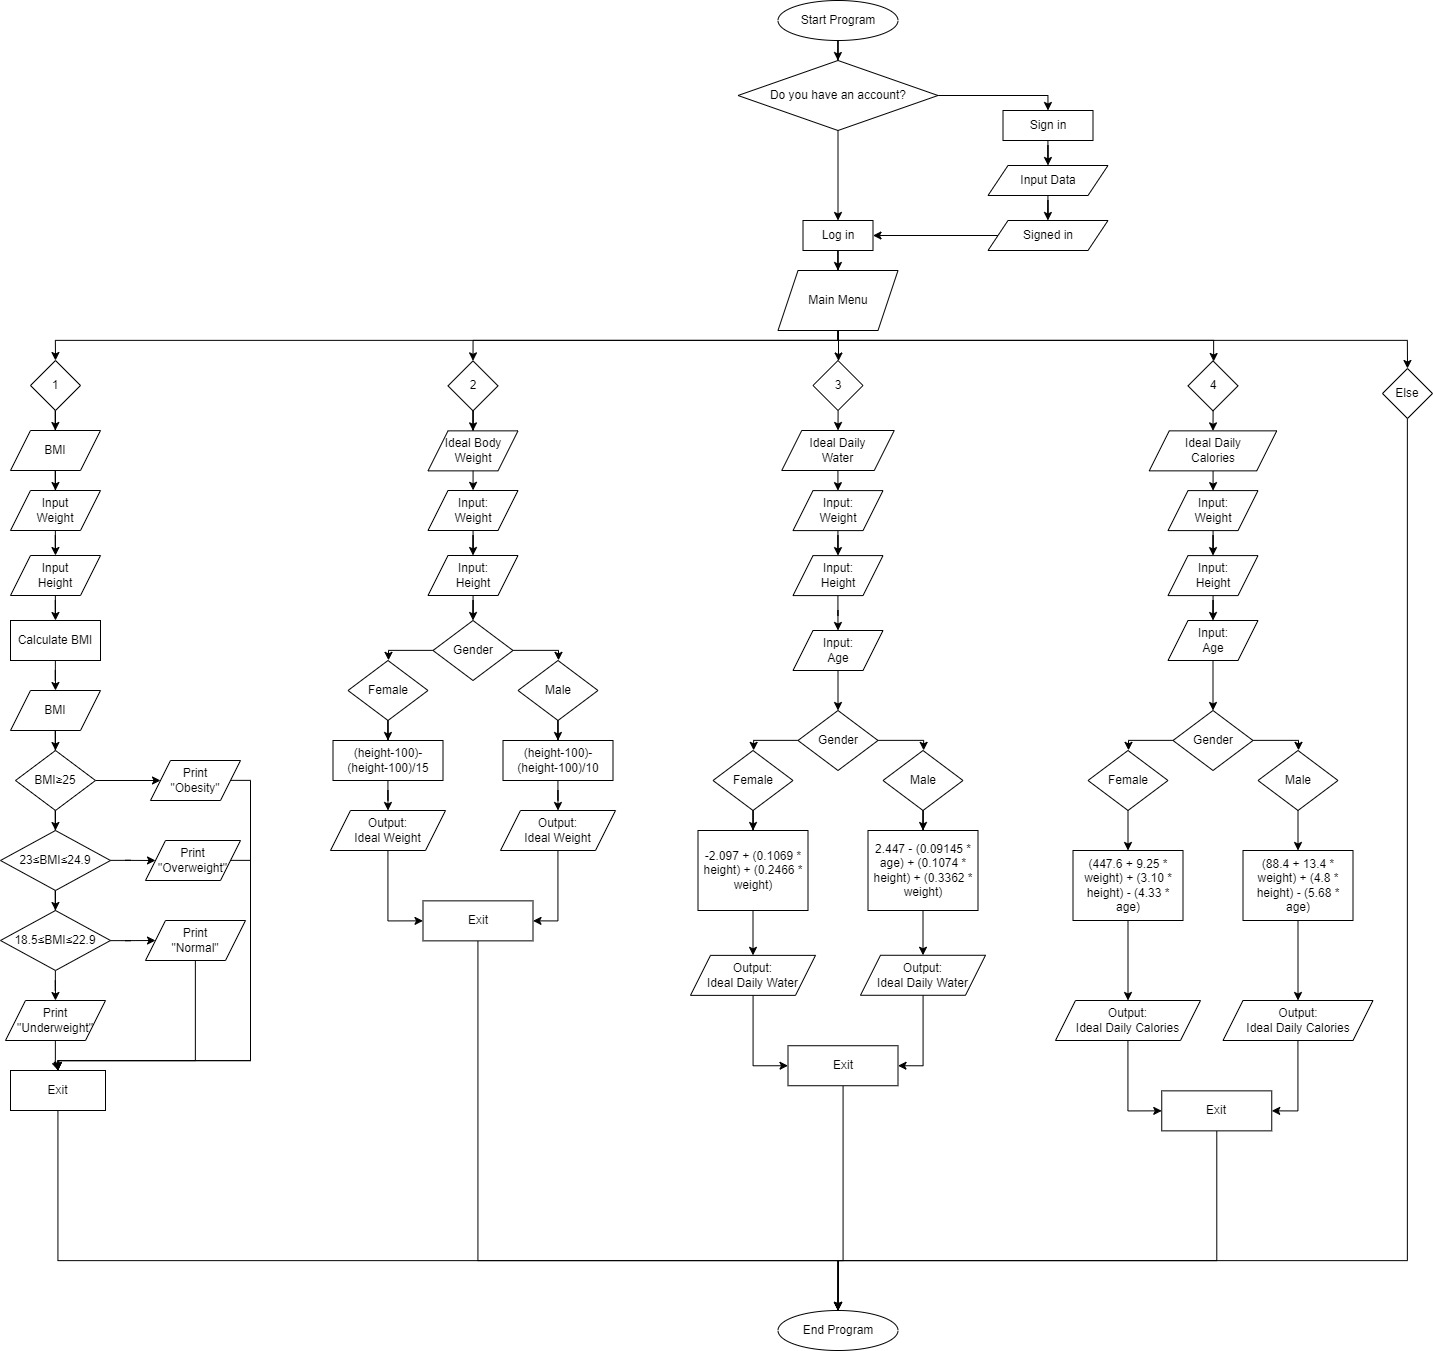 Start Program
Do you have an account?
Sign in
Input Data
Signed in
Log in
Main Menu
1
BMI
Input
Weight
Input
Height
Calculate BMI
BMI
BMI≥25
Print
"Obesity"
23≤BMI≤24.9
Print
"Overweight"
18.5≤BMI≤22.9
Print
"Normal"
Print
"Underweight"
Exit
2
Ideal Body
Weight
Input:
Weight
Input:
Height
Gender
Female
(height-100)-
(height-100)/15
Output:
Ideal Weight
Male
(height-100)-
(height-100)/10
Output:
Ideal Weight
Exit
3
Ideal Daily
Water
Input:
Weight
Input:
Height
Input:
Age
Gender
Female
-2.097 + (0.1069 *
height) + (0.2466 *
weight)
Output:
Ideal Daily Water
Male
2.447 - (0.09145 *
age) + (0.1074 *
height) + (0.3362 *
weight)
Output:
Ideal Daily Water
Exit
4
Ideal Daily
Calories
Input:
Weight
Input:
Height
Input:
Age
Gender
Female
(447.6 + 9.25 *
weight) + (3.10 *
height) - (4.33 *
age)
Output:
Ideal Daily Calories
Male
(88.4 + 13.4 *
weight) + (4.8 *
height) - (5.68 *
age)
Output:
Ideal Daily Calories
Exit
Else
End Program